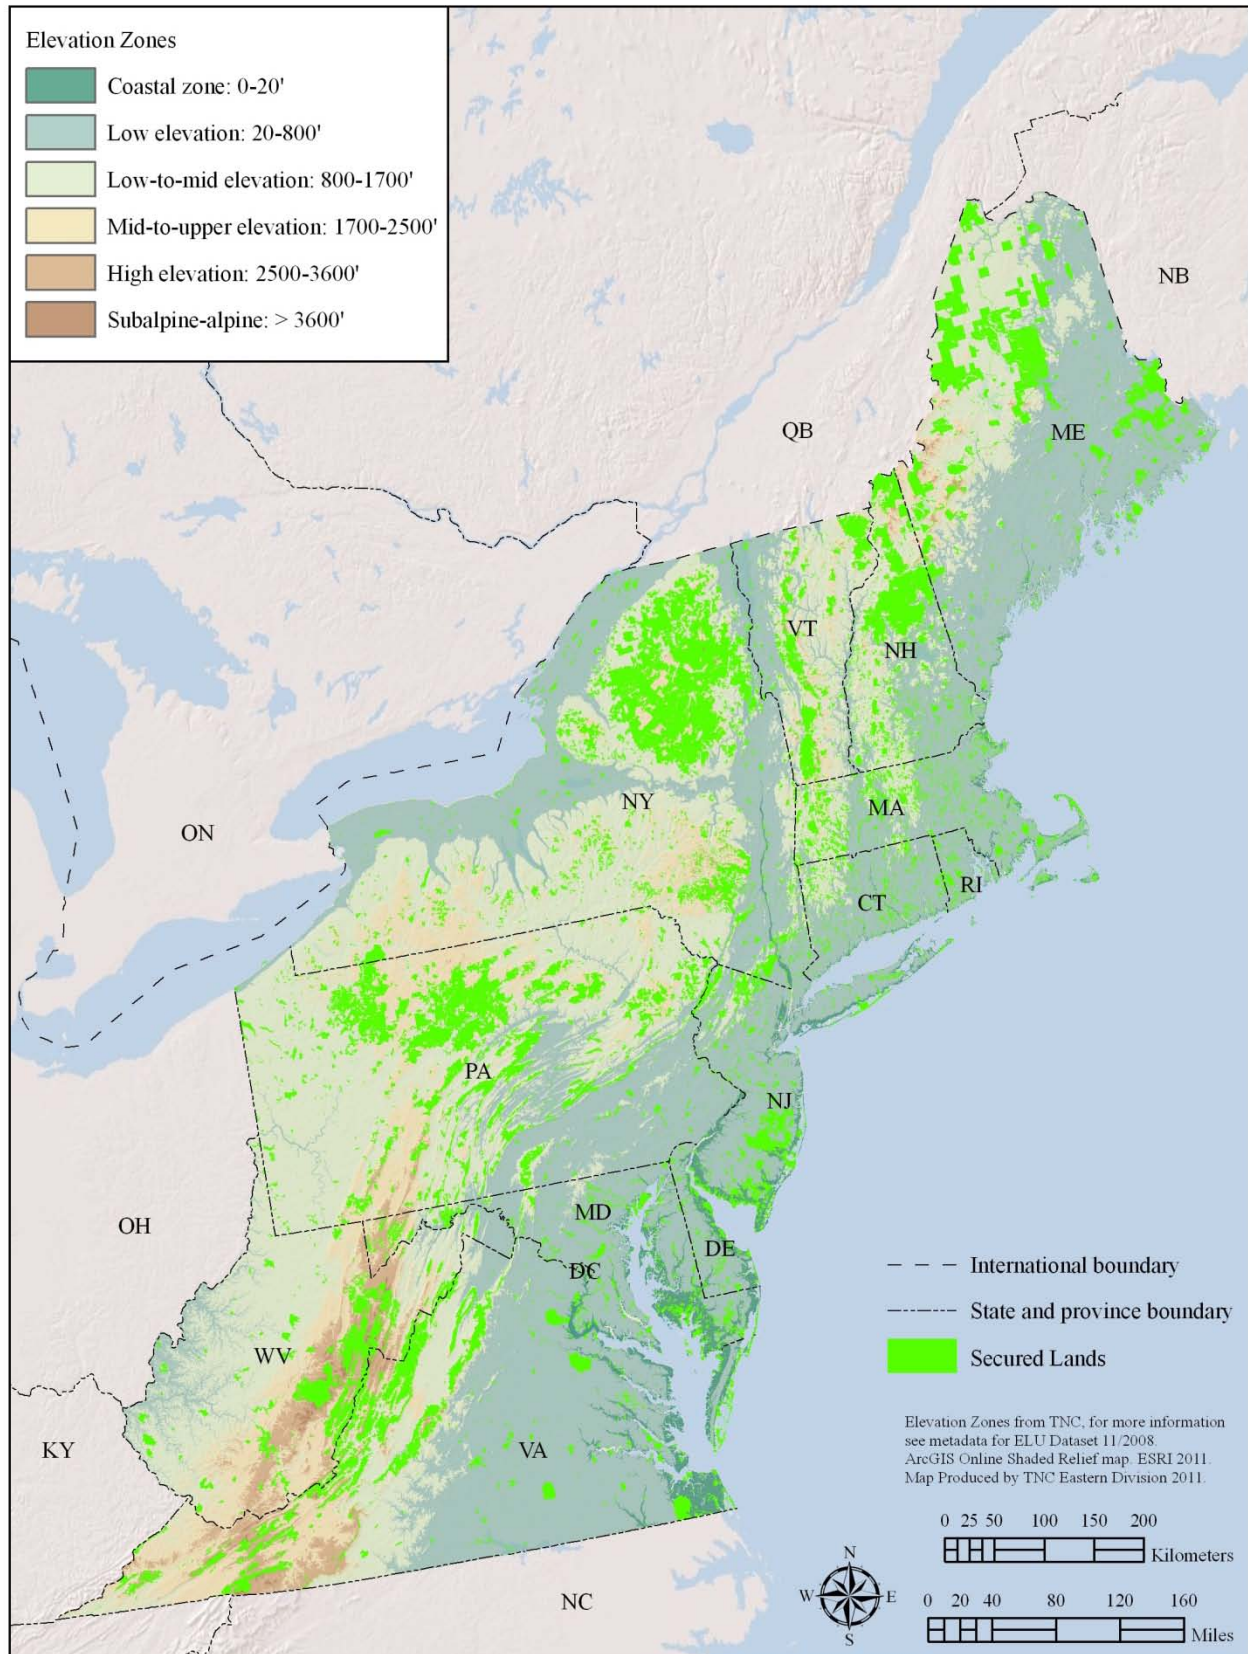 Elevation Zones
Coastal zone: 0-20'
Low elevation: 20-800'
Low-to-mid elevation: 800-1700'
Mid-to-upper elevation: 1700-2500'
High elevation: 2500-3600'
Subalpine-alpine: > 3600'
NB
QB
ME
VT
NH
NY
MA
ON
CT
RI
PA
NJ
OH
MD
DE
DC
WV
KY
VA
NC
International boundary
State and province boundary
Secured Lands
Elevation Zones from TNC, for more information
see metadata for ELU Dataset 11/2008.
ArcGIS Online Shaded Relief map. ESRI 2011.
Map Produced by TNC Eastern Division 2011.
0 25 50 100 150 200
Kilometers
N
W E
S
0 20 40 80 120 160
Miles